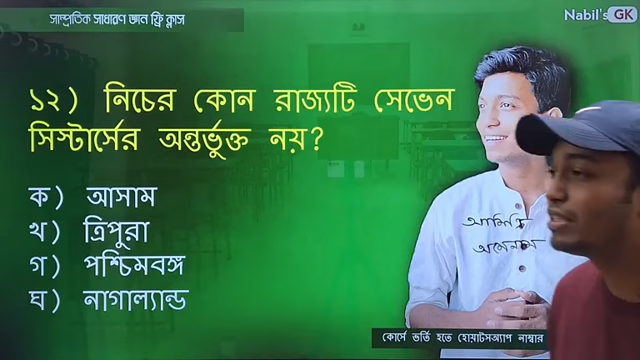 সাম্প্রতিক সাধারণ জ্ঞান ফ্রি ক্লাস
Nabil's GK
১২) নিচের কোন রাজ্যটি সেভেন
সিস্টার্সের অন্তর্ভুক্ত নয়?
ক) আসাম
খ) ত্রিপুরা
গ) পশ্চিমবঙ্গ
ঘ) নাগাল্যান্ড
কোর্সে ভর্তি হতে হোয়াটসঅ্যাপ নাম্বার